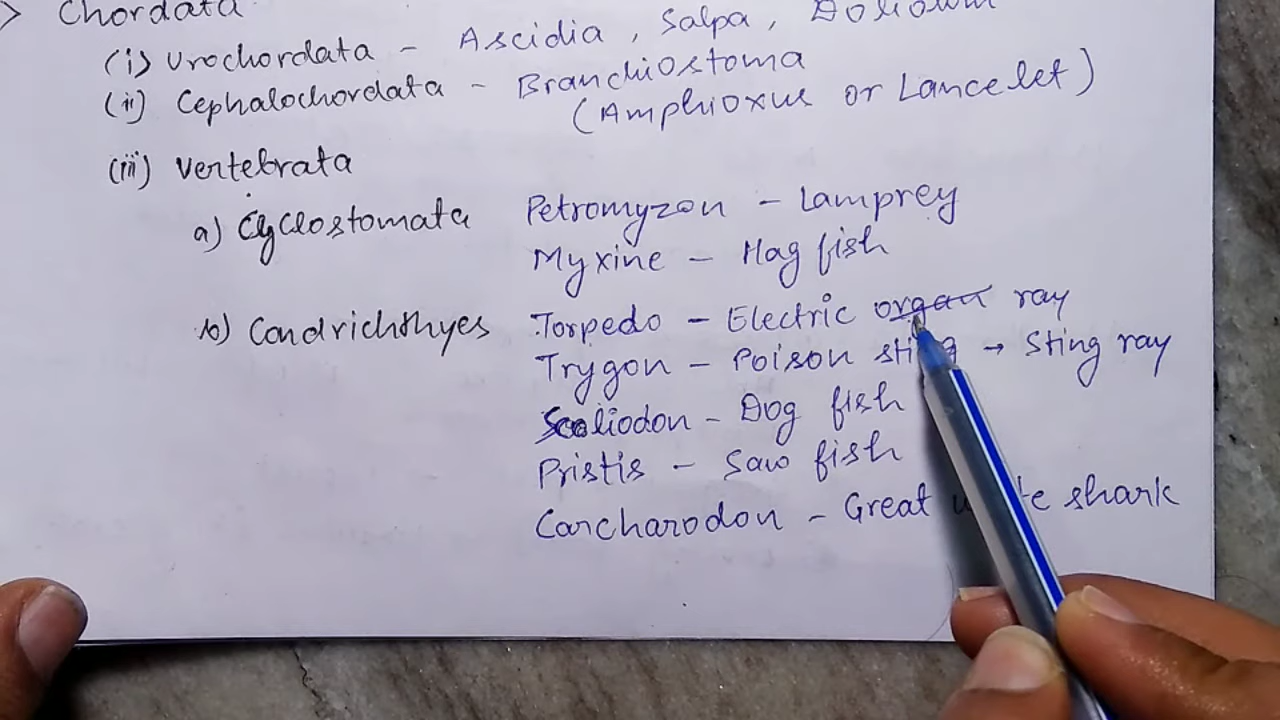 > Chordata
(i) Urochordata - Ascidia, Salpa, Doliolum
(ii) Cephalochordata - Branchiostoma
(Amphioxus or Lancelet)
(iii) Vertebrata
a) Cyclostomata Petromyzon - Lamprey
Myxine - Hag fish
b) Condrichthyes Torpedo - Electric organ ray
Trygon - Poison sting → Sting ray
Scoliodon - Dog fish
Pristis - Saw fish
Carcharodon - Great white shark